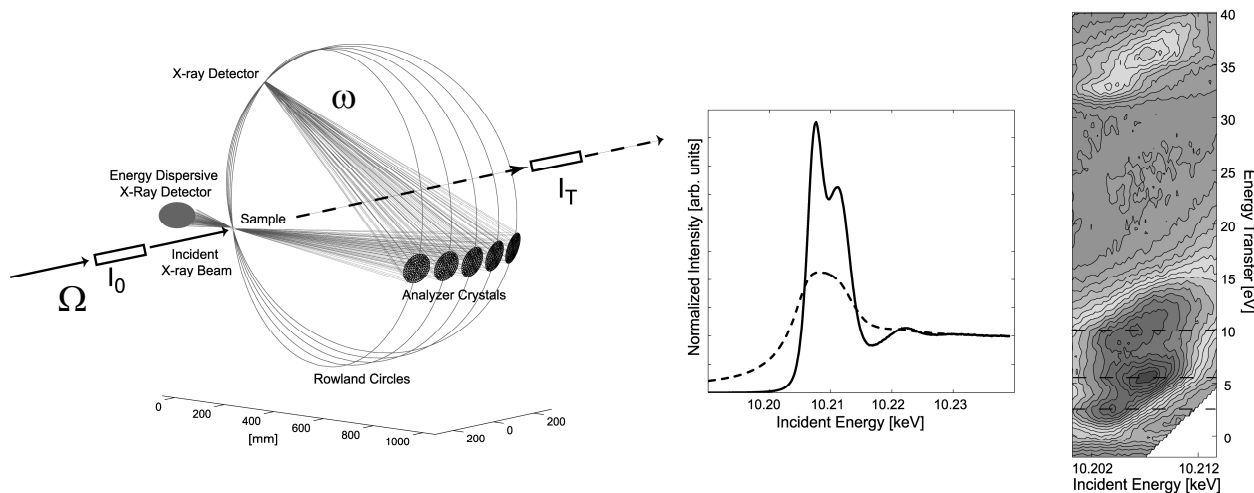 X-ray Detector
ω
Energy Dispersive
X-Ray Detector
Sample
I_T
Incident
X-ray Beam
I_0
Ω
Analyzer Crystals
Rowland Circles
0
200
400
600
800
1000
[mm]
200
0
200
Normalized Intensity [arb. units]
10.20
10.21
10.22
10.23
Incident Energy [keV]
40
35
30
25
20
15
10
5
0
Energy Transfer [eV]
10.202
10.212
Incident Energy [keV]